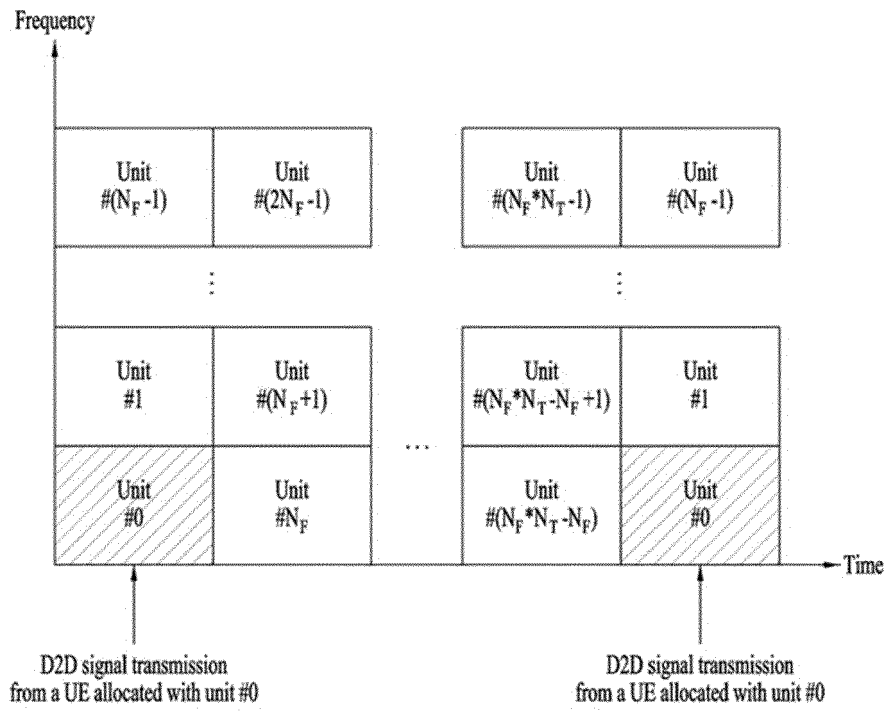 Frequency
Unit
#(N_F-1)
Unit
#(2N_F-1)
Unit
#(N_F*N_T-1)
Unit
#(N_F-1)
⋮
⋮
Unit
#1
Unit
#(N_F+1)
Unit
#(N_F*N_T-N_F+1)
Unit
#1
...
Unit
#0
Unit
#N_F
Unit
#(N_F*N_T-N_F)
Unit
#0
Time
D2D signal transmission
from a UE allocated with unit #0
D2D signal transmission
from a UE allocated with unit #0